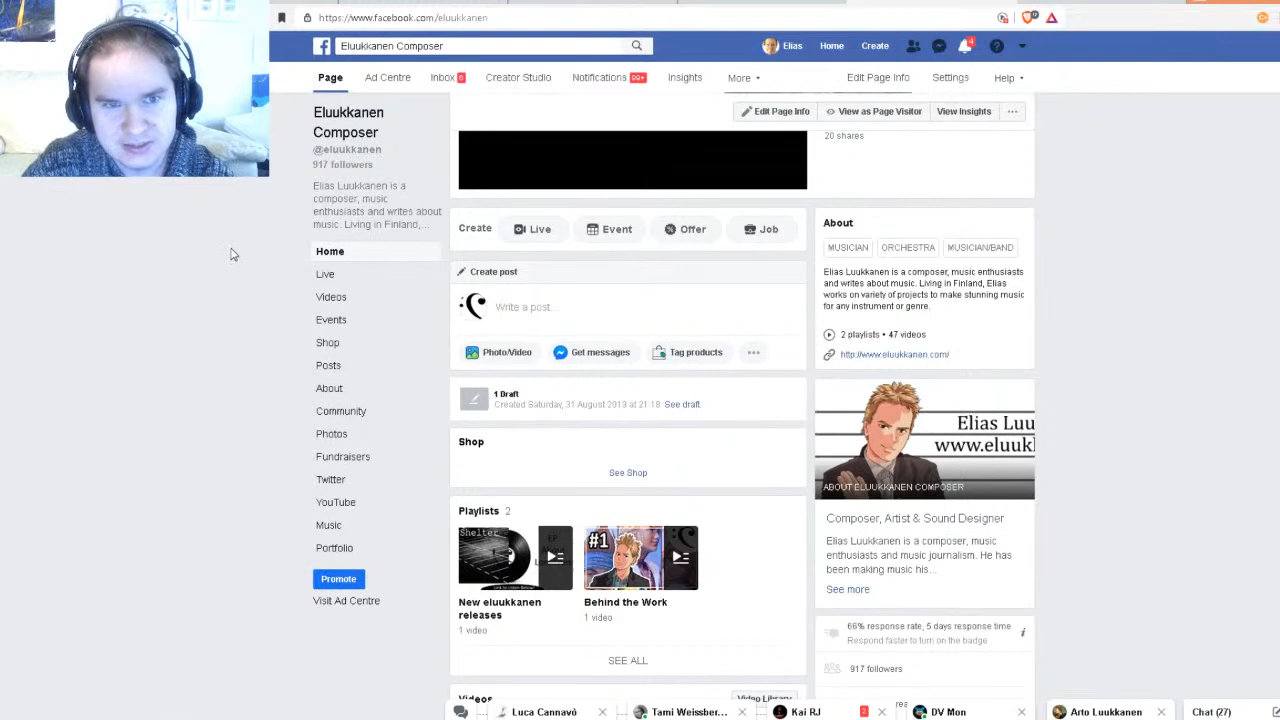 https://www.facebook.com/eluukkanen
Eluukkanen Composer
Elias
Home
Create
4
Page
Ad Centre
Inbox 8
Creator Studio
Notifications 99+
Insights
More
Edit Page Info
Settings
Help
Eluukkanen
Composer
@eluukkanen
917 followers
Elias Luukkanen is a
composer, music
enthusiasts and writes about
music. Living in Finland,...
Home
Live
Videos
Events
Shop
Posts
About
Community
Photos
Fundraisers
Twitter
YouTube
Music
Portfolio
Promote
Visit Ad Centre
Edit Page Info
View as Page Visitor
View Insights
20 shares
Create
Live
Event
Offer
Job
Create post
Write a post...
Photo/Video
Get messages
Tag products
1 Draft
Created Saturday, 31 August 2019 at 21:18 See draft.
Shop
See Shop
Playlists 2
Shelter
EP
#1
New eluukkanen
releases
1 video
Behind the Work
1 video
SEE ALL
Videos
Video Library
About
MUSICIAN
ORCHESTRA
MUSICIAN/BAND
Elias Luukkanen is a composer, music enthusiasts
and writes about music. Living in Finland, Elias
works on variety of projects to make stunning music
for any instrument or genre.
2 playlists • 47 videos
http://www.eluukkanen.com/
Elias Luu
www.eluukk
ABOUT ELUUKKANEN COMPOSER
Composer, Artist & Sound Designer
Elias Luukkanen is a composer, music
enthusiasts and music journalism. He has
been making music his...
See more
66% response rate, 5 days response time
Respond faster to turn on the badge
917 followers
Luca Cannavò
Tami Weissber...
Kai RJ
2
DV Mon
Arto Luukkanen
Chat (27)